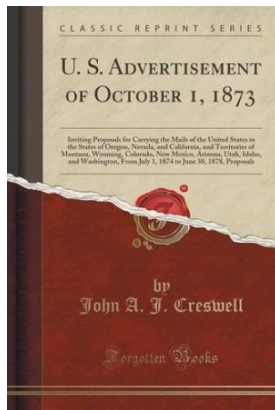 CLASSIC REPRINT SERIES
U. S. ADVERTISEMENT
OF OCTOBER 1, 1873
Inviting Proposals for Carrying the Mails of the United States in
the States of Oregon, Nevada, and California, and Territories of
Montana, Wyoming, Colorado, New Mexico, Arizona, Utah, Idaho,
and Washington, From July 1, 1874 to June 30, 1878, Proposals
by
John A. J. Creswell
Forgotten Books